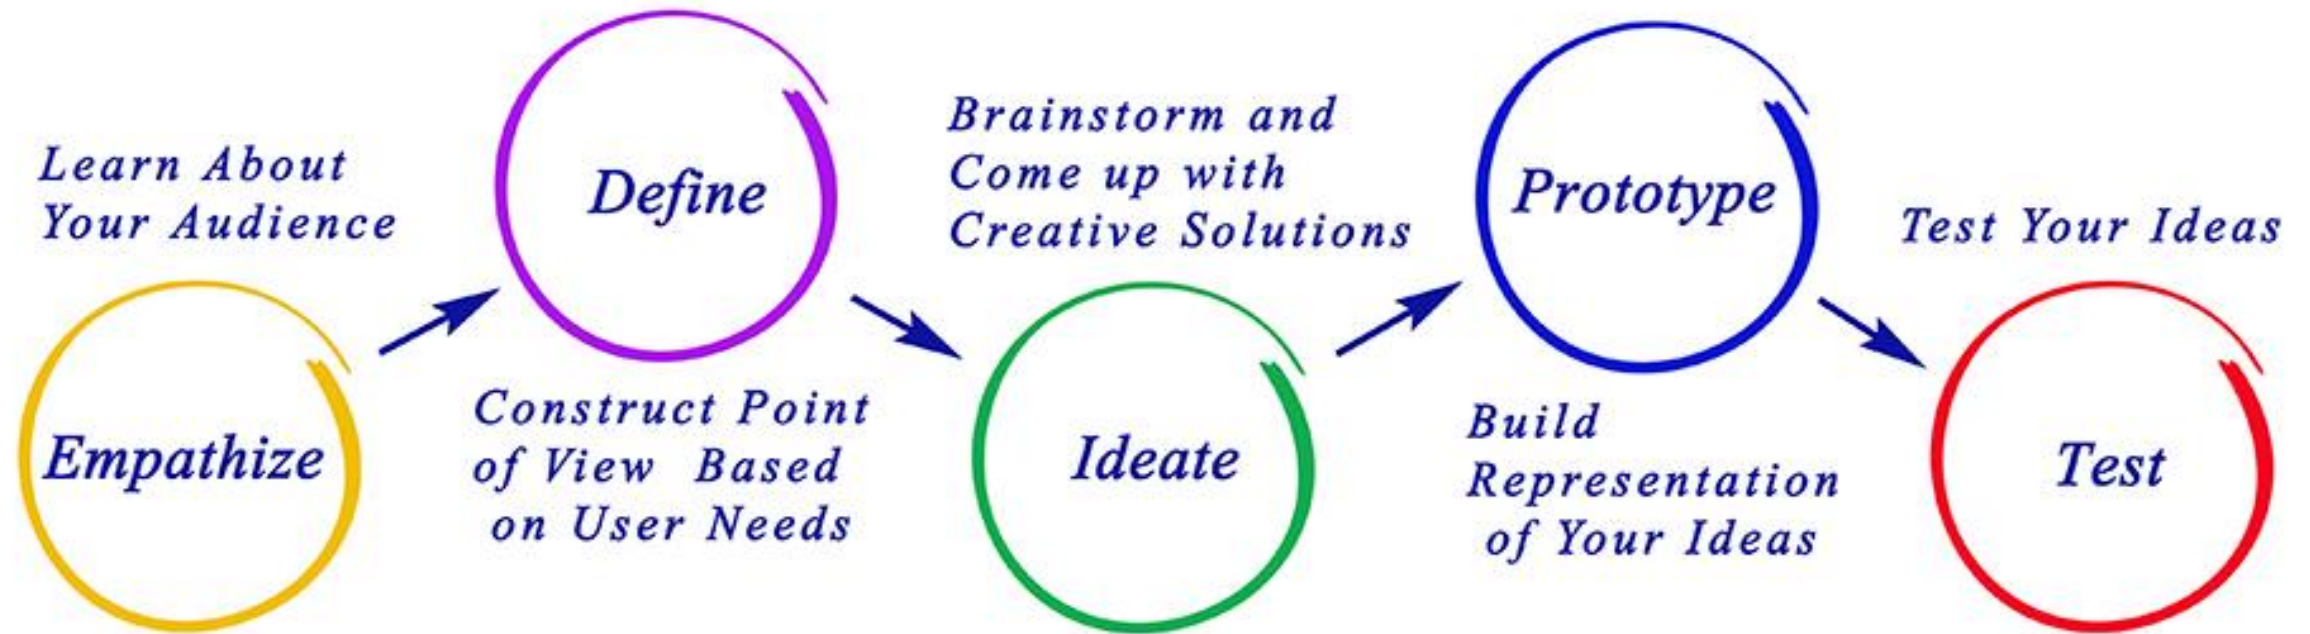 Learn About
Your Audience
Empathize
Define
Construct Point
of View Based
on User Needs
Brainstorm and
Come up with
Creative Solutions
Ideate
Prototype
Build
Representation
of Your Ideas
Test Your Ideas
Test